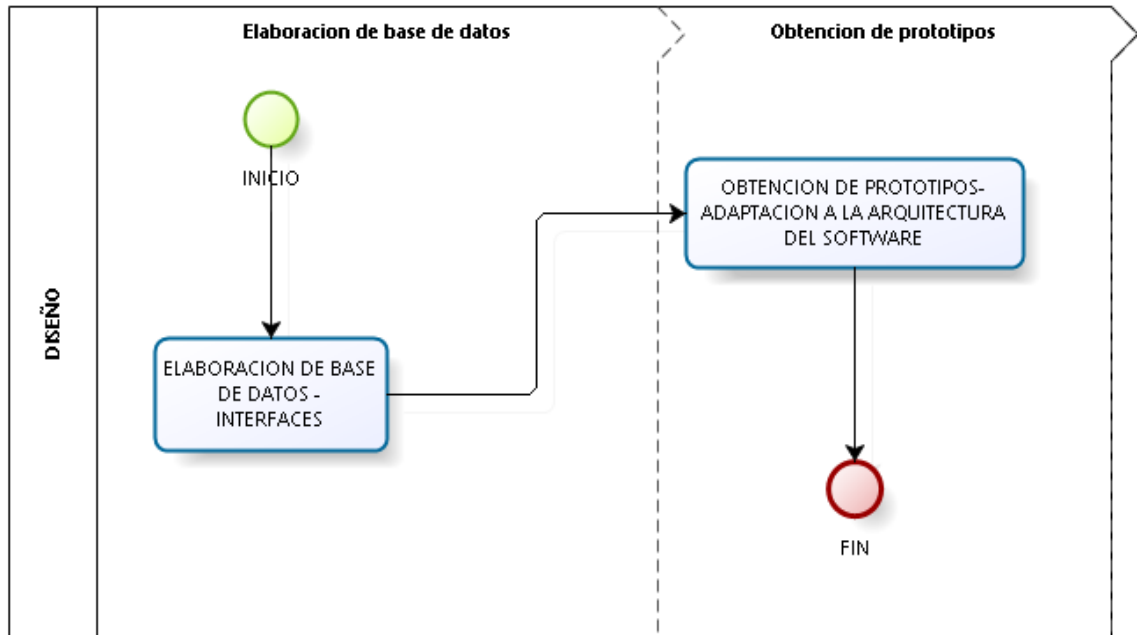 Elaboracion de base de datos
Obtencion de prototipos
DISEÑO
INICIO
ELABORACION DE BASE
DE DATOS -
INTERFACES
OBTENCION DE PROTOTIPOS-
ADAPTACION A LA ARQUITECTURA
DEL SOFTWARE
FIN